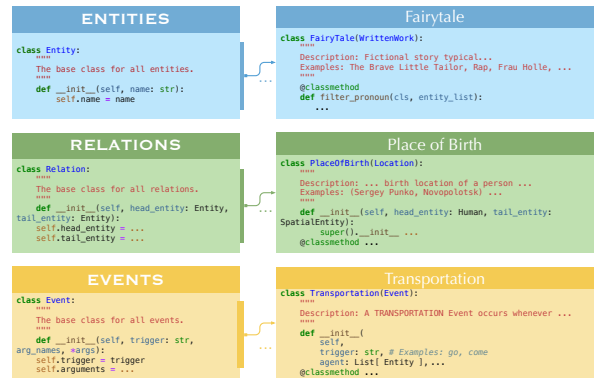 ENTITIES
class Entity:
"""
The base class for all entities.
"""
def __init__(self, name: str):
self.name = name
...
Fairytale
class FairyTale(WrittenWork):
"""
Description: Fictional story typical...
Examples: The Brave Little Tailor, Rap, Frau Holle, ...
"""
@classmethod
def filter_pronoun(cls, entity_list):
...
RELATIONS
class Relation:
"""
The base class for all relations.
"""
def __init__(self, head_entity: Entity,
tail_entity: Entity):
self.head_entity = ...
self.tail_entity = ...
...
Place of Birth
class PlaceOfBirth(Location):
"""
Description: ... birth location of a person ...
Examples: (Sergey Punko, Novopolotsk) ...
"""
def __init__(self, head_entity: Human, tail_entity:
SpatialEntity):
super().__init__ ...
@classmethod ...
EVENTS
class Event:
"""
The base class for all events.
"""
def __init__(self, trigger: str,
arg_names, *args):
self.trigger = trigger
self.arguments = ...
...
Transportation
class Transportation(Event):
"""
Description: A TRANSPORTATION Event occurs whenever ...
"""
def __init__(
self,
trigger: str, # Examples: go, come
agent: List[ Entity ],...
@classmethod ...